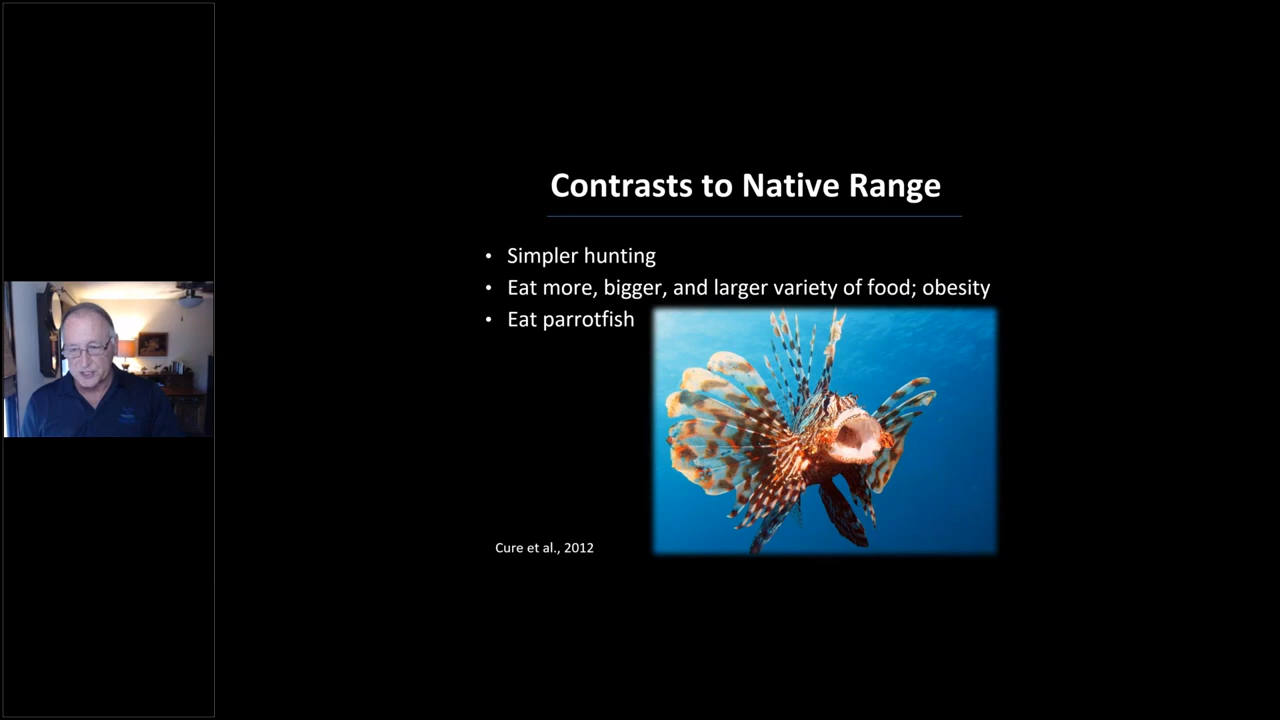 Contrasts to Native Range
• Simpler hunting
• Eat more, bigger, and larger variety of food; obesity
• Eat parrotfish
Cure et al., 2012